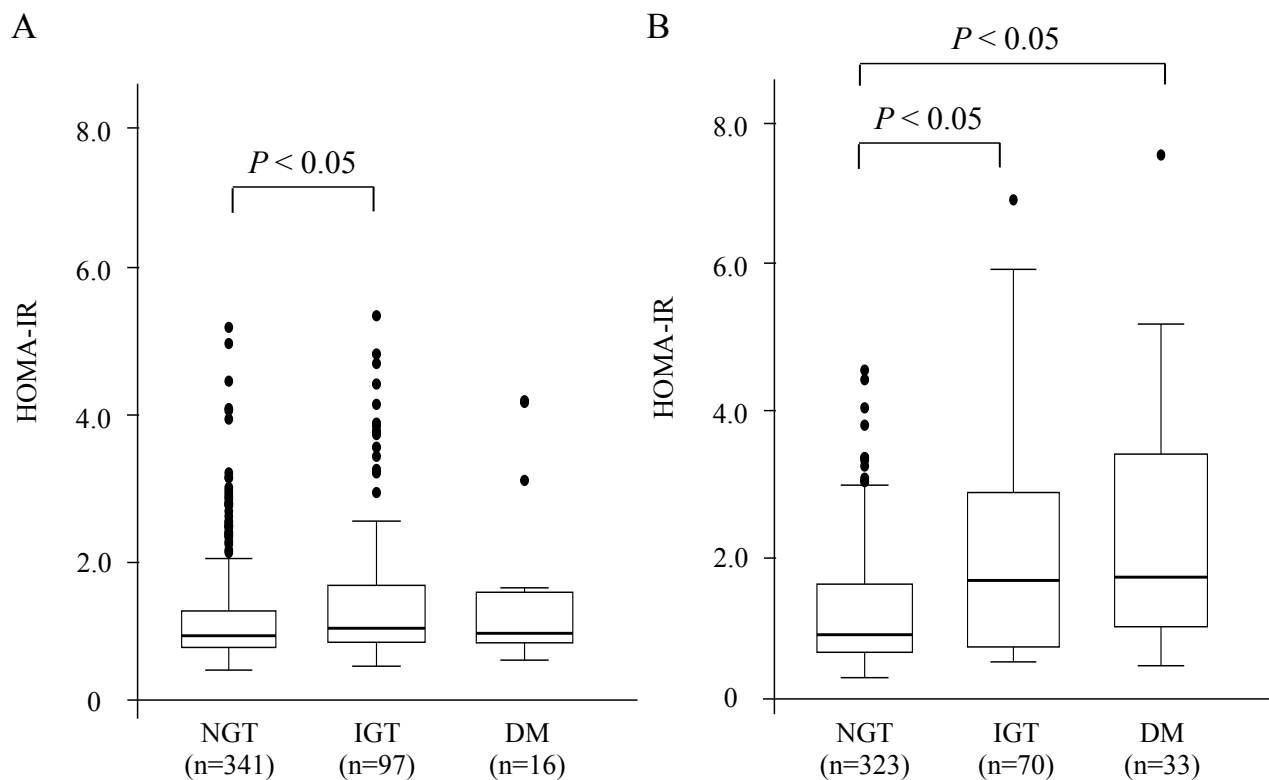 A
P < 0.05
8.0
6.0
4.0
2.0
0
HOMA-IR
NGT
(n=341)
IGT
(n=97)
DM
(n=16)
B
P < 0.05
P < 0.05
8.0
6.0
4.0
2.0
0
HOMA-IR
NGT
(n=323)
IGT
(n=70)
DM
(n=33)